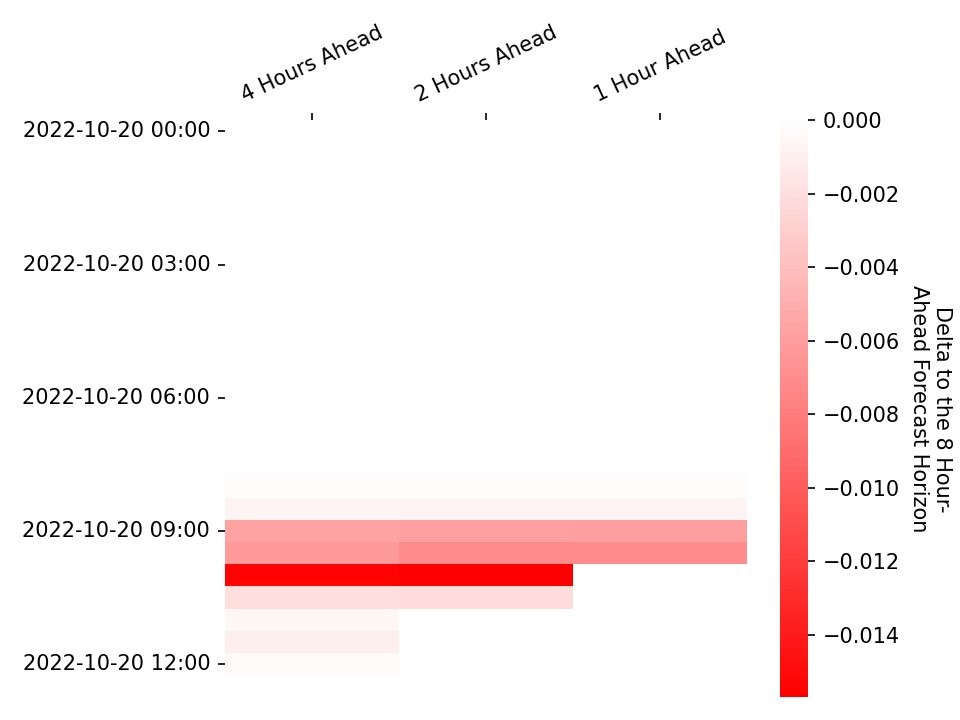 4 Hours Ahead
2 Hours Ahead
1 Hour Ahead
2022-10-20 00:00
2022-10-20 03:00
2022-10-20 06:00
2022-10-20 09:00
2022-10-20 12:00
0.000
−0.002
−0.004
−0.006
−0.008
−0.010
−0.012
−0.014
Delta to the 8 Hour-
Ahead Forecast Horizon